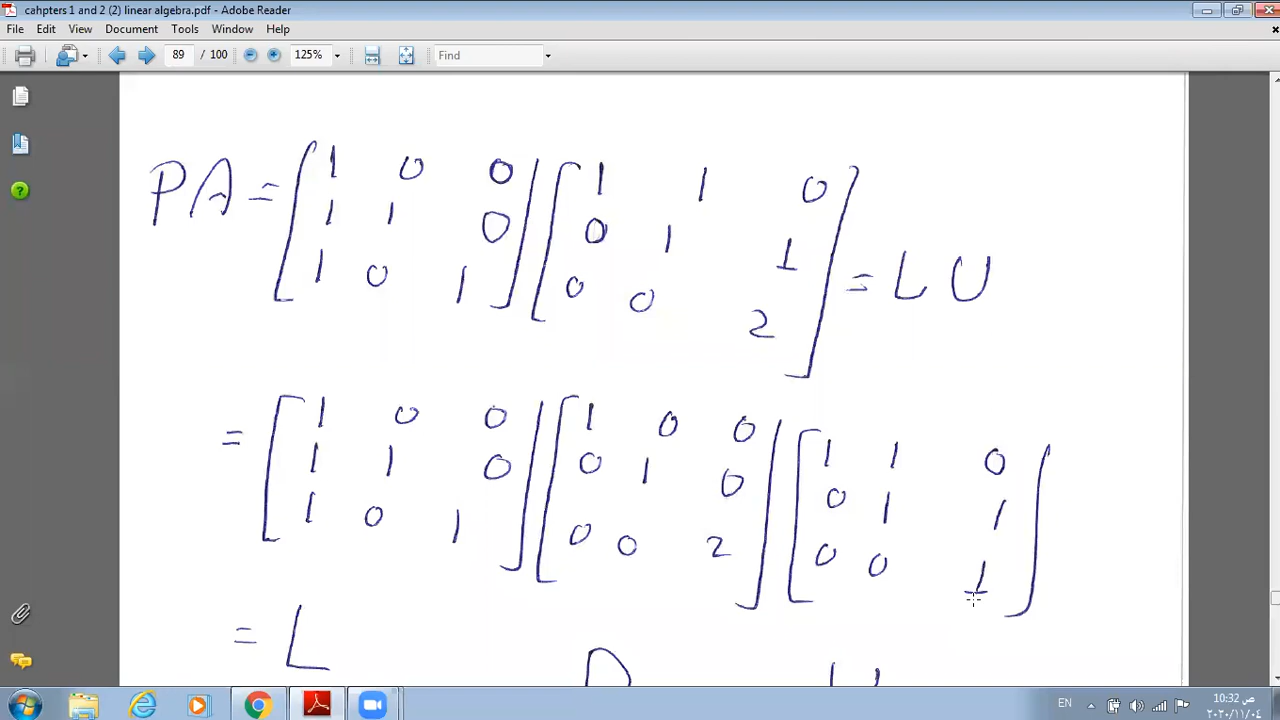 cahpters 1 and 2 (2) linear algebra.pdf - Adobe Reader
File Edit View Document Tools Window Help
89 / 100 125% Find
PA = [1 0 0] [1 1 0] = L U
[1 1 0] [0 1 1]
[1 0 1] [0 0 2]
= [1 0 0] [1 0 0] [1 1 0]
[1 1 0] [0 1 0] [0 1 1]
[1 0 1] [0 0 2] [0 0 1]
= L D U
EN 10:32 ص
٢٠٢٠/١١/٠٤